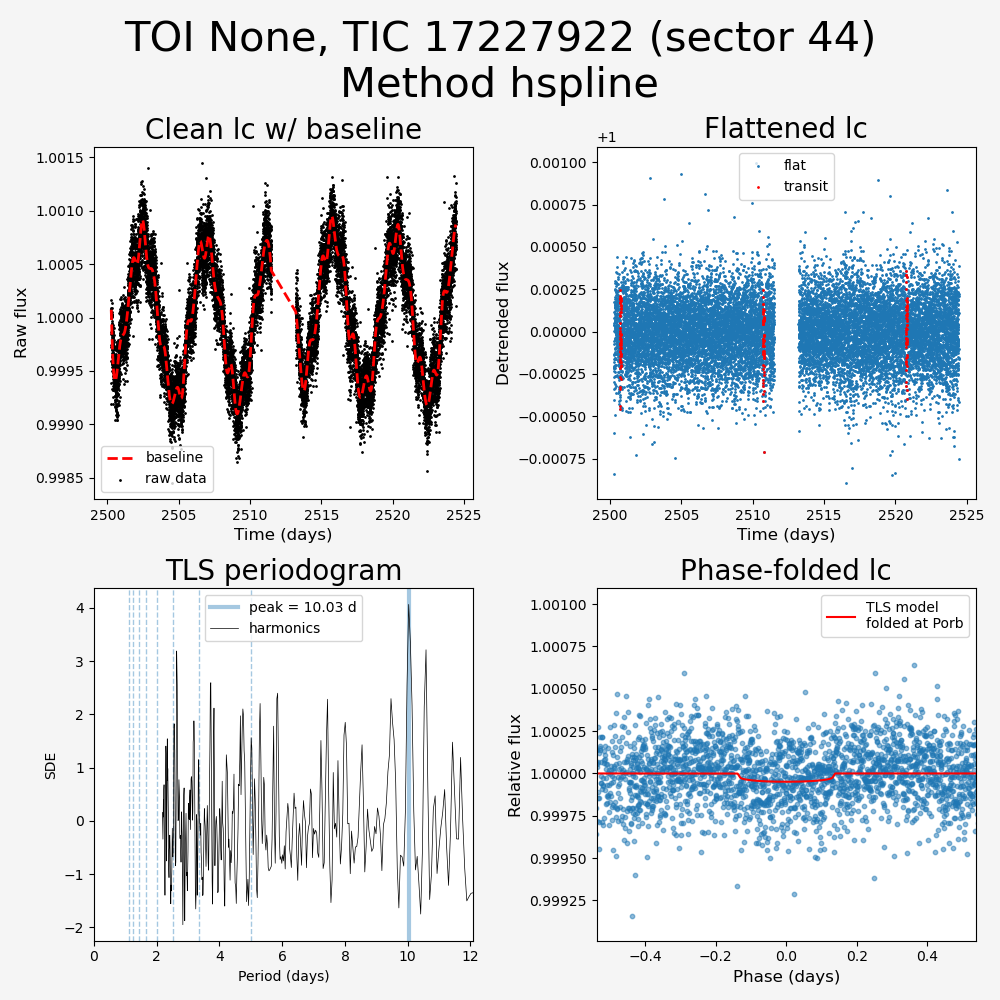 TOI None, TIC 17227922 (sector 44)
Method hspline
Clean lc w/ baseline
1.0015
1.0010
1.0005
1.0000
0.9995
0.9990
0.9985
Raw flux
baseline
raw data
2500
2505
2510
2515
2520
2525
Time (days)
Flattened lc
+1
0.00100
0.00075
0.00050
0.00025
0.00000
−0.00025
−0.00050
−0.00075
Detrended flux
flat
transit
2500
2505
2510
2515
2520
2525
Time (days)
TLS periodogram
4
3
2
1
0
−1
−2
SDE
peak = 10.03 d
harmonics
0
2
4
6
8
10
12
Period (days)
Phase-folded lc
1.00100
1.00075
1.00050
1.00025
1.00000
0.99975
0.99950
0.99925
Relative flux
TLS model
folded at Porb
−0.4
−0.2
0.0
0.2
0.4
Phase (days)